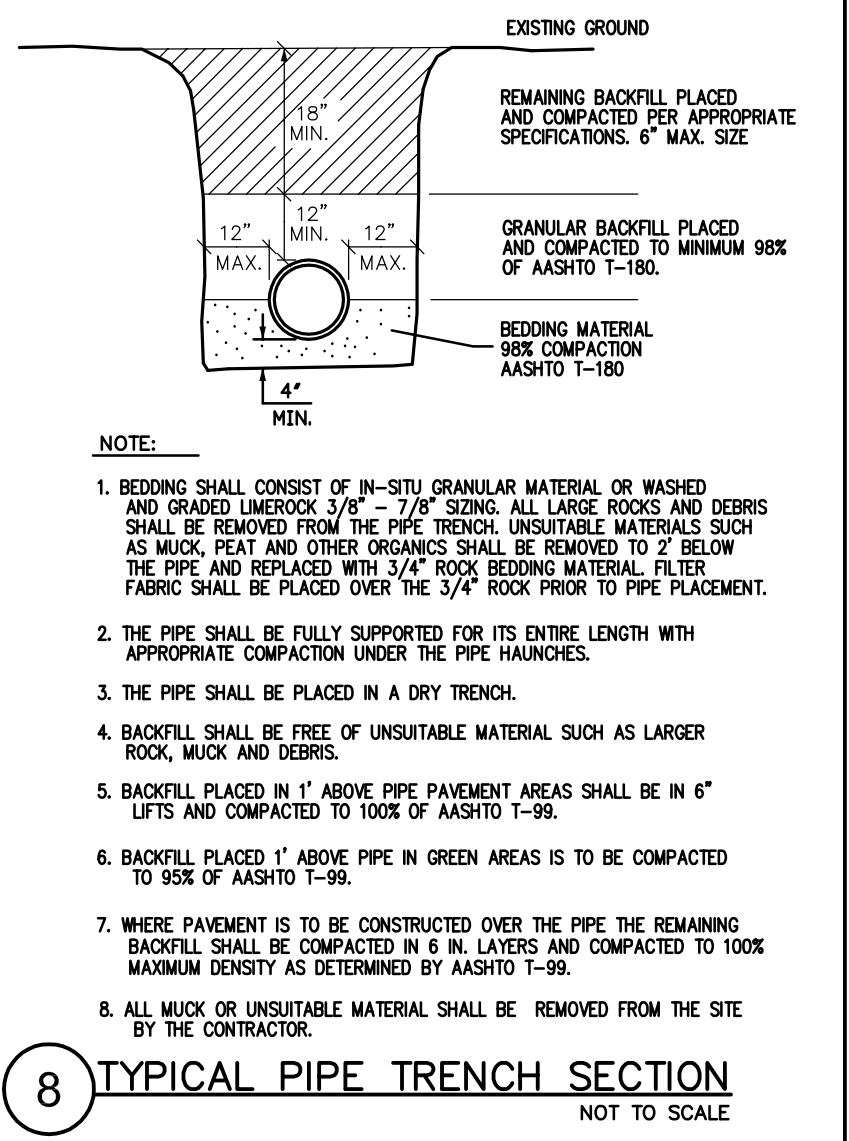 EXISTING GROUND
REMAINING BACKFILL PLACED
AND COMPACTED PER APPROPRIATE
SPECIFICATIONS. 6" MAX. SIZE
18"
MIN.
12"
MIN.
12"
MAX.
12"
MAX.
GRANULAR BACKFILL PLACED
AND COMPACTED TO MINIMUM 98%
OF AASHTO T-180.
BEDDING MATERIAL
98% COMPACTION
AASHTO T-180
4"
MIN.
NOTE:
1. BEDDING SHALL CONSIST OF IN-SITU GRANULAR MATERIAL OR WASHED
AND GRADED LIMEROCK 3/8" - 7/8" SIZING. ALL LARGE ROCKS AND DEBRIS
SHALL BE REMOVED FROM THE PIPE TRENCH. UNSUITABLE MATERIALS SUCH
AS MUCK, PEAT AND OTHER ORGANICS SHALL BE REMOVED TO 2' BELOW
THE PIPE AND REPLACED WITH 3/4" ROCK BEDDING MATERIAL. FILTER
FABRIC SHALL BE PLACED OVER THE 3/4" ROCK PRIOR TO PIPE PLACEMENT.
2. THE PIPE SHALL BE FULLY SUPPORTED FOR ITS ENTIRE LENGTH WITH
APPROPRIATE COMPACTION UNDER THE PIPE HAUNCHES.
3. THE PIPE SHALL BE PLACED IN A DRY TRENCH.
4. BACKFILL SHALL BE FREE OF UNSUITABLE MATERIAL SUCH AS LARGER
ROCK, MUCK AND DEBRIS.
5. BACKFILL PLACED IN 1' ABOVE PIPE PAVEMENT AREAS SHALL BE IN 6"
LIFTS AND COMPACTED TO 100% OF AASHTO T-99.
6. BACKFILL PLACED 1' ABOVE PIPE IN GREEN AREAS IS TO BE COMPACTED
TO 95% OF AASHTO T-99.
7. WHERE PAVEMENT IS TO BE CONSTRUCTED OVER THE PIPE THE REMAINING
BACKFILL SHALL BE COMPACTED IN 6 IN. LAYERS AND COMPACTED TO 100%
MAXIMUM DENSITY AS DETERMINED BY AASHTO T-99.
8. ALL MUCK OR UNSUITABLE MATERIAL SHALL BE REMOVED FROM THE SITE
BY THE CONTRACTOR.
8 TYPICAL PIPE TRENCH SECTION
NOT TO SCALE